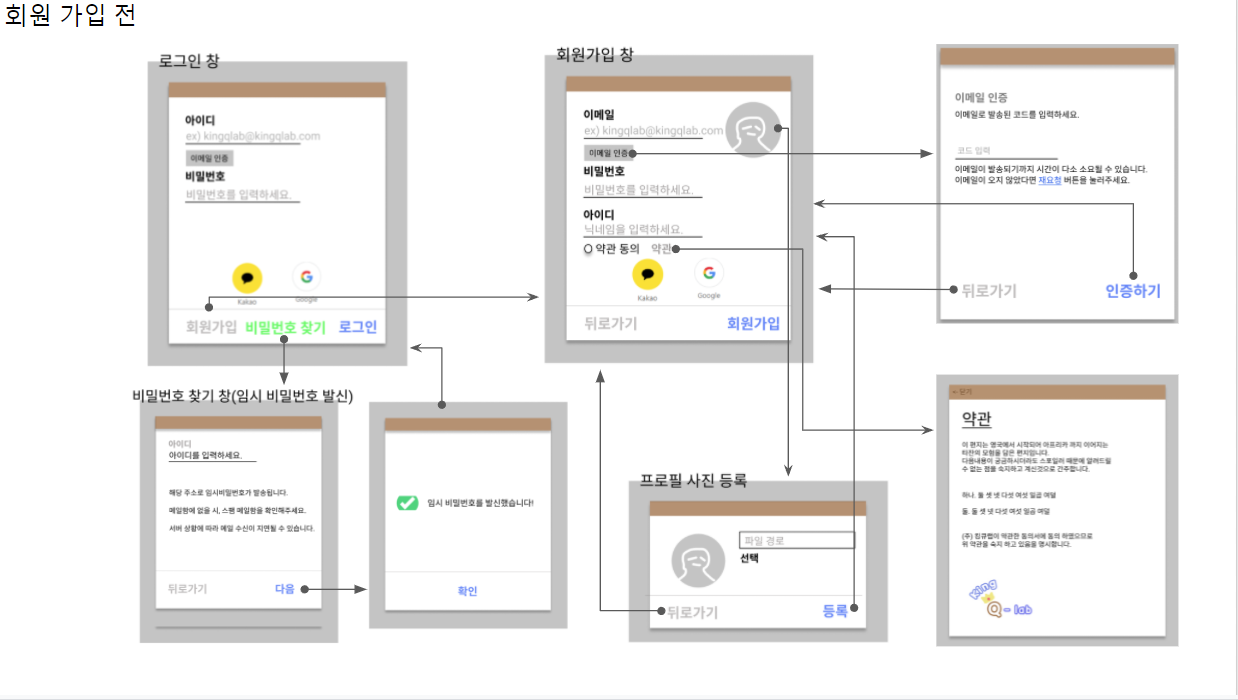 회원 가입 전
로그인 창
아이디
ex) kingqlab@kingqlab.com
이메일 인증
비밀번호
비밀번호를 입력하세요.
Kakao
Google
회원가입 비밀번호 찾기 로그인
회원가입 창
이메일
ex) kingqlab@kingqlab.com
이메일 인증
비밀번호
비밀번호를 입력하세요.
아이디
닉네임을 입력하세요.
약관 동의 약관
Kakao
Google
뒤로가기 회원가입
이메일 인증
이메일로 발송된 코드를 입력하세요.
코드 입력
이메일이 발송되기까지 시간이 다소 소요될 수 있습니다.
이메일이 오지 않았다면 재요청 버튼을 눌러주세요.
뒤로가기 인증하기
비밀번호 찾기 창(임시 비밀번호 발신)
아이디
아이디를 입력하세요.
해당 주소로 임시비밀번호가 발송됩니다.
메일함에 없을 시, 스팸 메일함을 확인해주세요.
서버 상황에 따라 메일 수신이 지연될 수 있습니다.
뒤로가기 다음
임시 비밀번호를 발신했습니다!
확인
프로필 사진 등록
파일 경로
선택
뒤로가기 등록
약관
이 편지는 영국에서 시작되어 아프리카 까지 이어지는
타잔의 모험을 담은 편지입니다.
다음내용이 궁금하시더라도 스포일러 때문에 알려드릴
수 없는 점을 숙지하고 계신것으로 간주합니다.
하나. 둘 셋 넷 다섯 여섯 일곱 여덟
둘. 둘 셋 넷 다섯 여섯 일곱 여덟
(주) 킹큐랩이 약관한 동의서에 동의 하였으므로
위 약관을 숙지 하고 있음을 명시합니다.
King
Q - lab